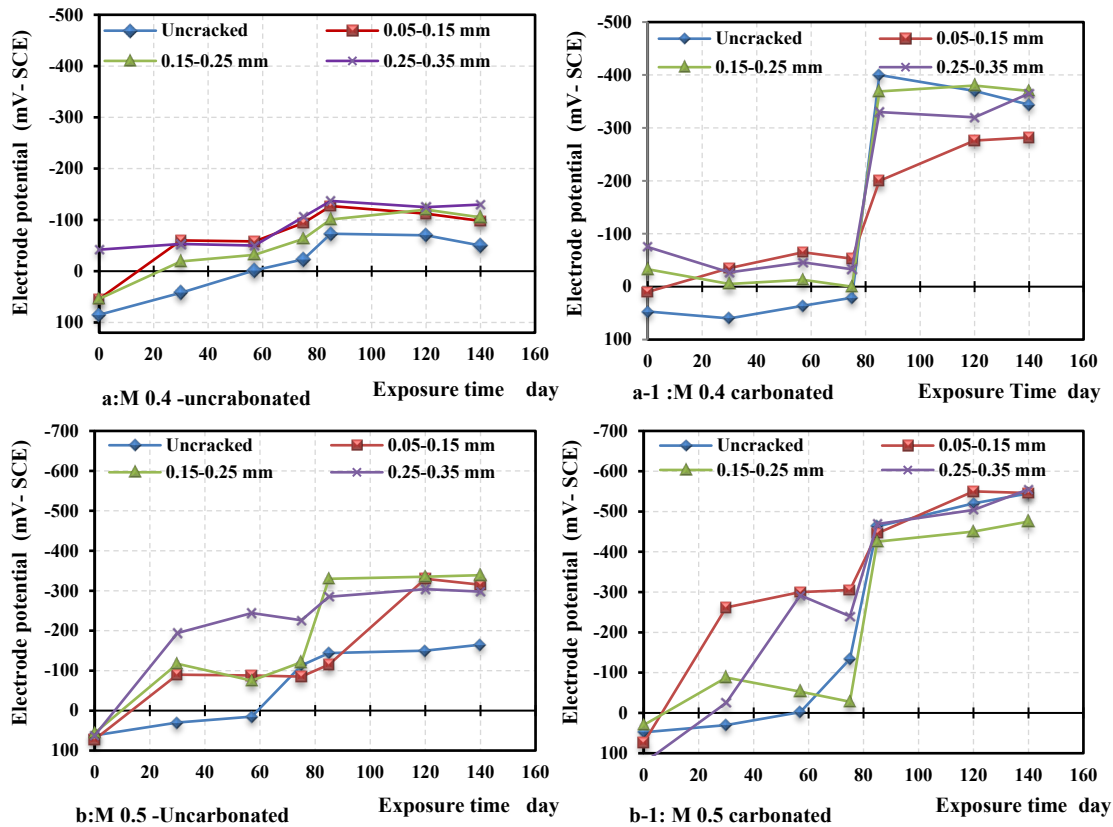 Electrode potential (mV- SCE)
-500
-400
-300
-200
-100
0
100
Uncracked
0.05-0.15 mm
0.15-0.25 mm
0.25-0.35 mm
0 20 40 60 80 100 120 140 160
a:M 0.4 -uncrabonated
Exposure time day
Electrode potential (mV- SCE)
-500
-400
-300
-200
-100
0
100
Uncracked
0.05-0.15 mm
0.15-0.25 mm
0.25-0.35 mm
0 20 40 60 80 100 120 140 160
a-1 :M 0.4 carbonated
Exposure Time day
Electrode potential (mV- SCE)
-700
-600
-500
-400
-300
-200
-100
0
100
Uncracked
0.05-0.15 mm
0.15-0.25 mm
0.25-0.35 mm
0 20 40 60 80 100 120 140 160
b:M 0.5 -Uncarbonated
Exposure time day
Electrode potential (mV- SCE)
-700
-600
-500
-400
-300
-200
-100
0
100
Uncracked
0.05-0.15 mm
0.15-0.25 mm
0.25-0.35 mm
0 20 40 60 80 100 120 140 160
b-1: M 0.5 carbonated
Exposure time day